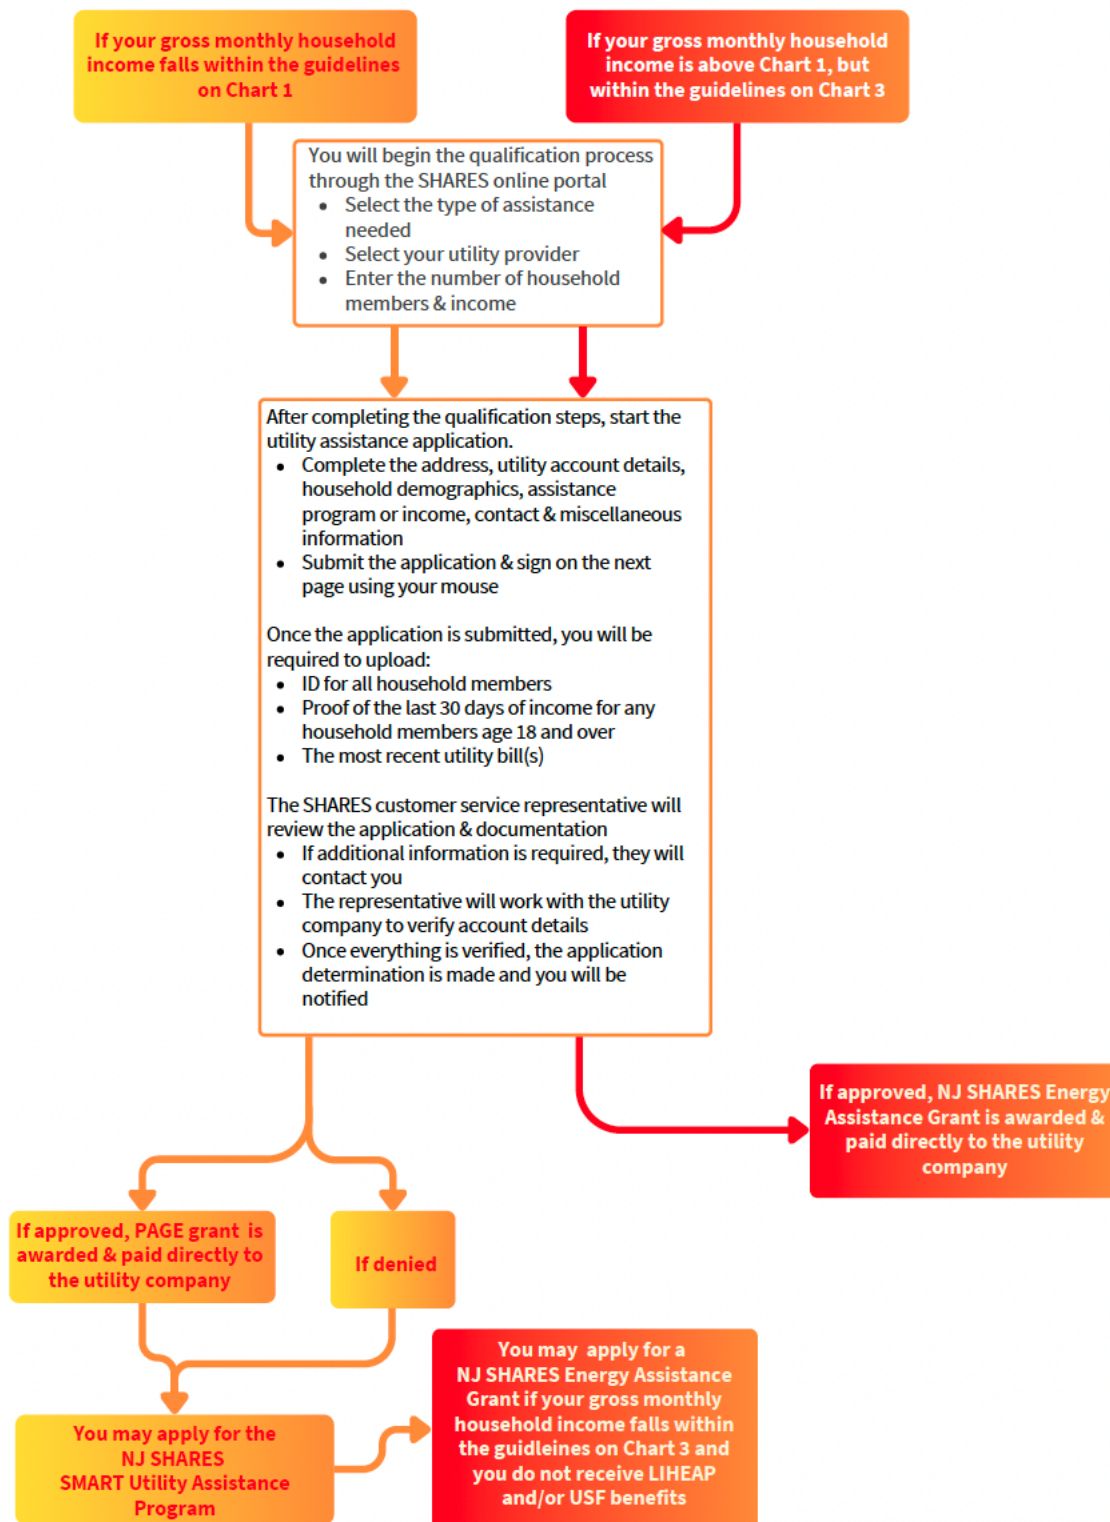 If your gross monthly household
income falls within the guidelines
on Chart 1
If your gross monthly household
income is above Chart 1, but
within the guidelines on Chart 3
You will begin the qualification process
through the SHARES online portal
• Select the type of assistance
needed
• Select your utility provider
• Enter the number of household
members & income
After completing the qualification steps, start the
utility assistance application.
• Complete the address, utility account details,
household demographics, assistance
program or income, contact & miscellaneous
information
• Submit the application & sign on the next
page using your mouse
Once the application is submitted, you will be
required to upload:
• ID for all household members
• Proof of the last 30 days of income for any
household members age 18 and over
• The most recent utility bill(s)
The SHARES customer service representative will
review the application & documentation
• If additional information is required, they will
contact you
• The representative will work with the utility
company to verify account details
• Once everything is verified, the application
determination is made and you will be
notified
If approved, NJ SHARES Energy
Assistance Grant is awarded &
paid directly to the utility
company
If approved, PAGE grant is
awarded & paid directly to
the utility company
If denied
You may apply for the
NJ SHARES
SMART Utility Assistance
Program
You may apply for a
NJ SHARES Energy Assistance
Grant if your gross monthly
household income falls within
the guidleines on Chart 3 and
you do not receive LIHEAP
and/or USF benefits